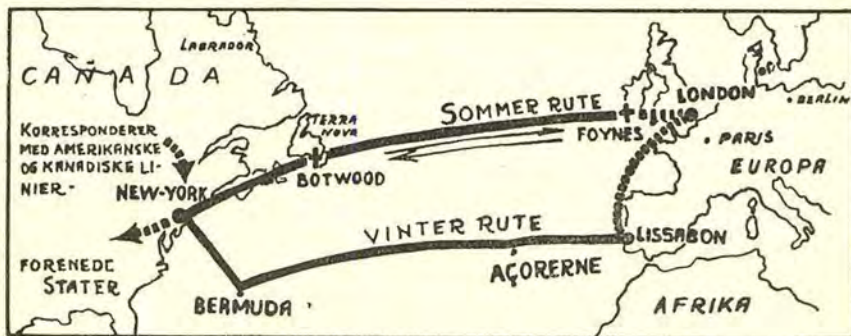 LABRADOR
CANADA
TERRA
NOVA
SOMMER RUTE
LONDON
BERLIN
KORRESPONDERER
MED AMERIKANSKE
OG KANADISKE LI-
NIER-
FOYNES
PARIS
EUROPA
NEW-YORK
BOTWOOD
VINTER RUTE
LISSABON
FORENEDE
STATER
AÇORERNE
BERMUDA
AFRIKA